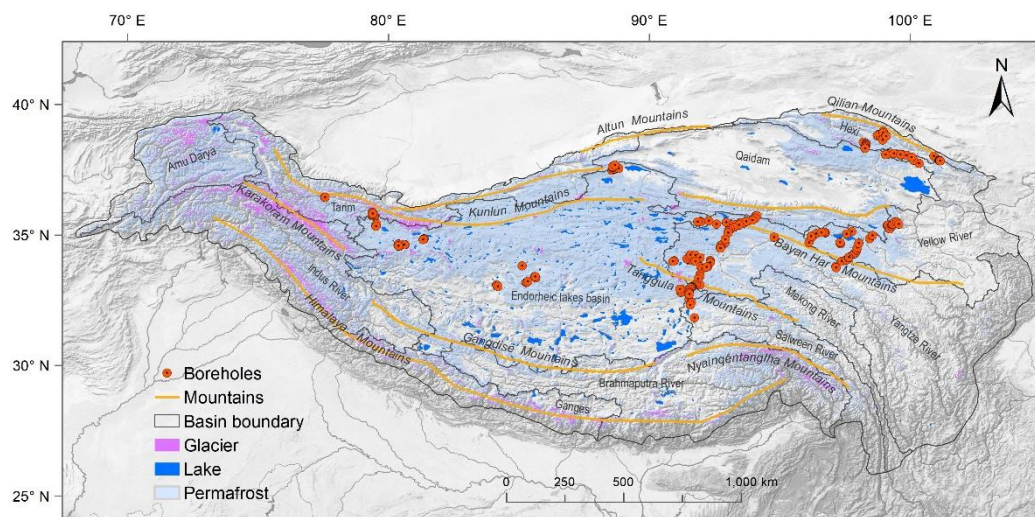 70° E
80° E
90° E
100° E
N
40° N
35° N
30° N
25° N
Qilian Mountains
Altun Mountains
Hexi
Amu Darya
Qaidam
Tarim
Karakoram Mountains
Kunlun Mountains
Yellow River
Bayan Har Mountains
Indus River
Tanggula Mountains
Endorheic lakes basin
Mekong River
Himalaya Mountains
Yangtze River
Gangdisê Mountains
Salween River
Nyainqêntanglha Mountains
Brahmaputra River
Ganges
Boreholes
Mountains
Basin boundary
Glacier
Lake
Permafrost
0 250 500 1,000 km